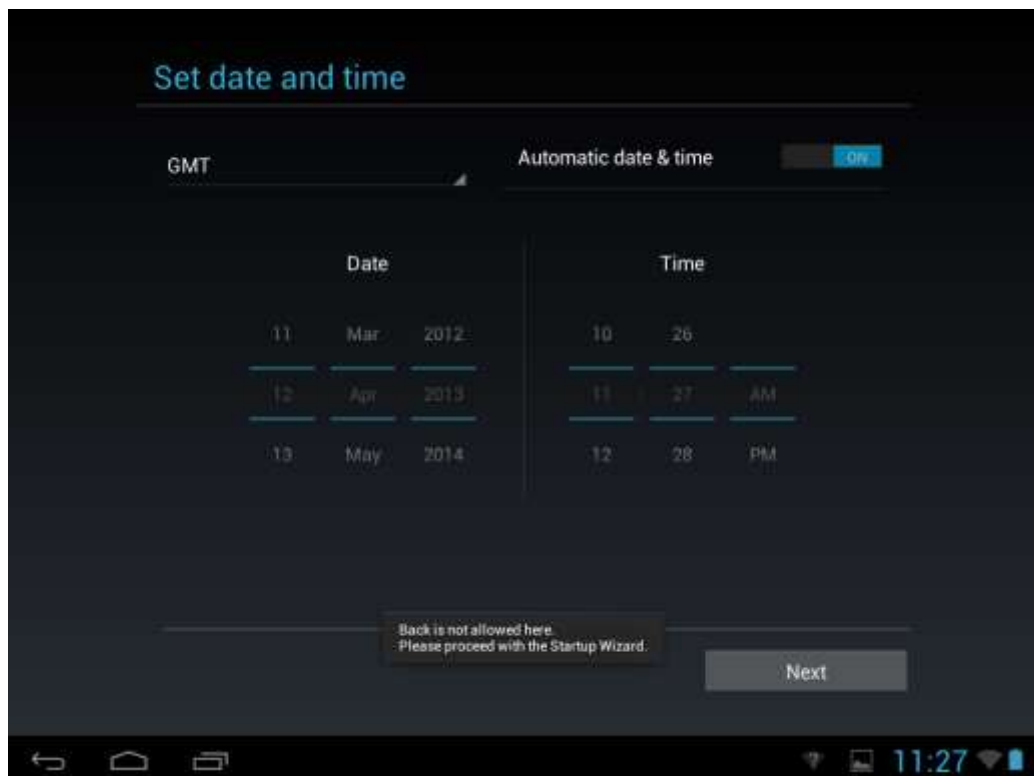 Set date and time
GMT
Automatic date & time ON
Date
Time
11 Mar 2012
10 26
12 Apr 2013
11 27 AM
13 May 2014
12 28 PM
Back is not allowed here.
Please proceed with the Startup Wizard.
Next
11:27